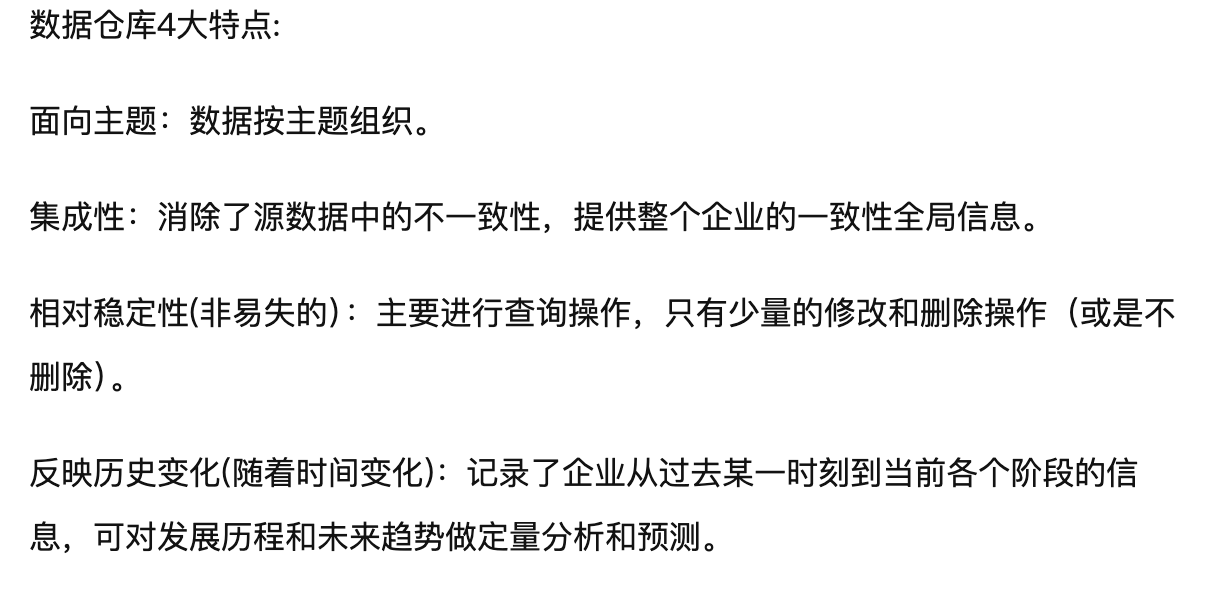 数据仓库4大特点:
面向主题：数据按主题组织。
集成性：消除了源数据中的不一致性，提供整个企业的一致性全局信息。
相对稳定性(非易失的)：主要进行查询操作，只有少量的修改和删除操作（或是不
删除)。
反映历史变化(随着时间变化)：记录了企业从过去某一时刻到当前各个阶段的信
息，可对发展历程和未来趋势做定量分析和预测。